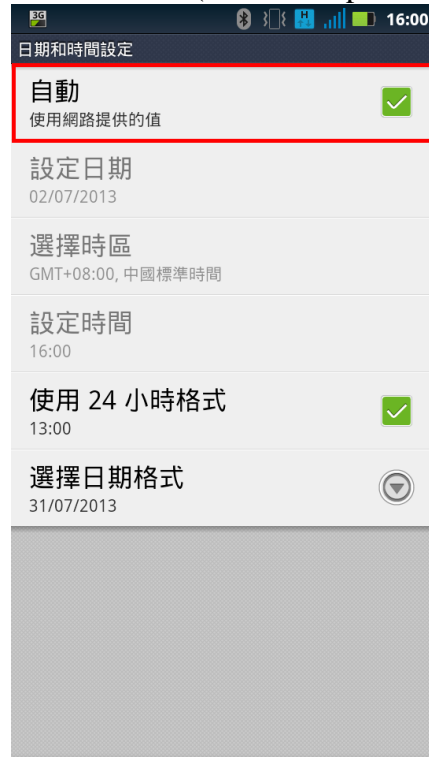 3G H 16:00
日期和時間設定
自動
使用網路提供的值
設定日期
02/07/2013
選擇時區
GMT+08:00, 中國標準時間
設定時間
16:00
使用 24 小時格式
13:00
選擇日期格式
31/07/2013